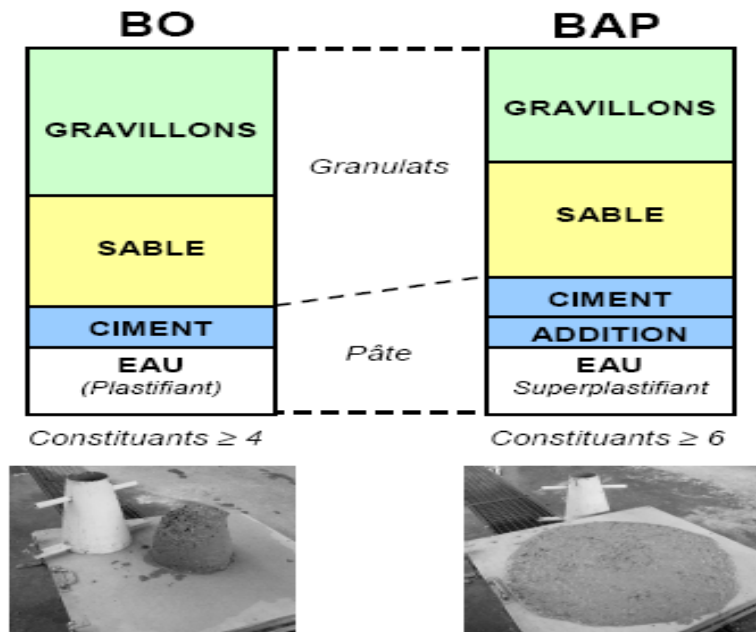 BO
BAP
GRAVILLONS
SABLE
CIMENT
EAU
(Plastifiant)
Granulats
Pâte
GRAVILLONS
SABLE
CIMENT
ADDITION
EAU
Superplastifiant
Constituants ≥ 4
Constituants ≥ 6